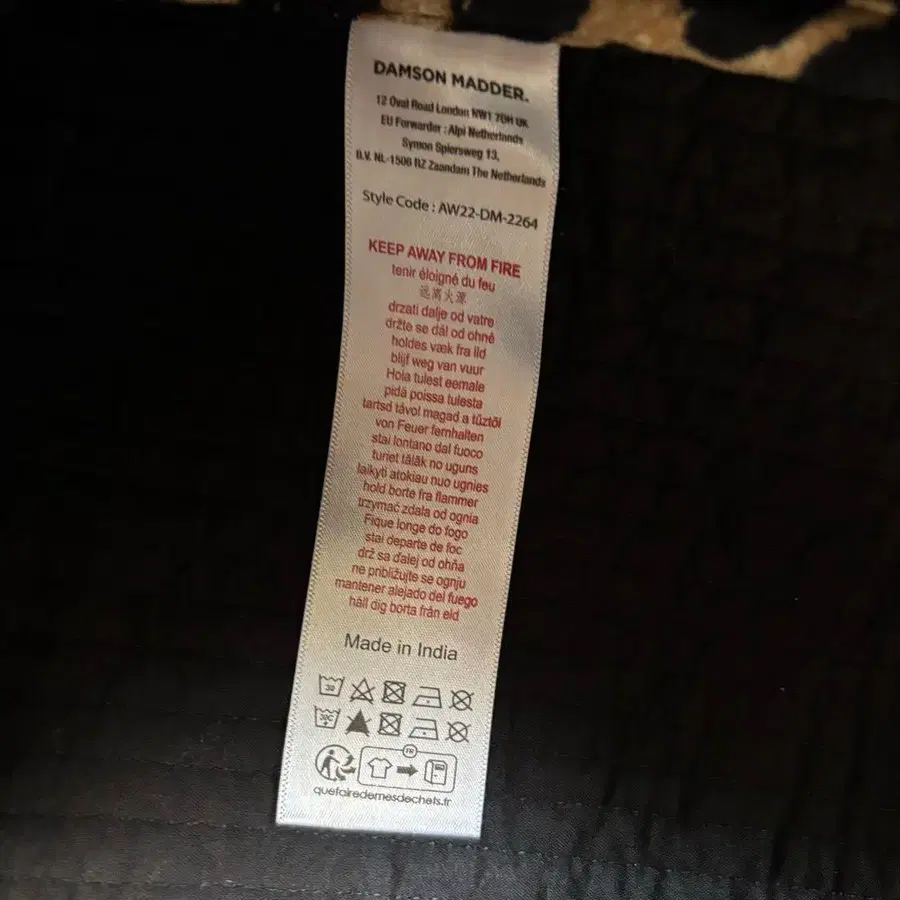 DAMSON MADDER.
12 Oval Road London NW1 7DH UK
EU Forwarder : Alpi Netherlands
Symon Spiersweg 13,
B.V. NL-1506 RZ Zaandam The Netherlands
Style Code : AW22-DM-2264
KEEP AWAY FROM FIRE
tenir éloigné du feu
远离火源
drzati dalje od vatre
držte se dál od ohně
holdes væk fra ild
blijf weg van vuur
Hoia tulest eemale
pidä poissa tulesta
tartsd távol magad a tűztől
von Feuer fernhalten
stai lontano dal fuoco
turiet tālāk no uguns
laikyti atokiau nuo ugnies
hold borte fra flammer
trzymać zdala od ognia
Fique longe do fogo
stai departe de foc
drž sa ďalej od ohňa
ne približujte se ognju
mantener alejado del fuego
håll dig borta från eld
Made in India
30
30C
FR
quefairedemesdechets.fr